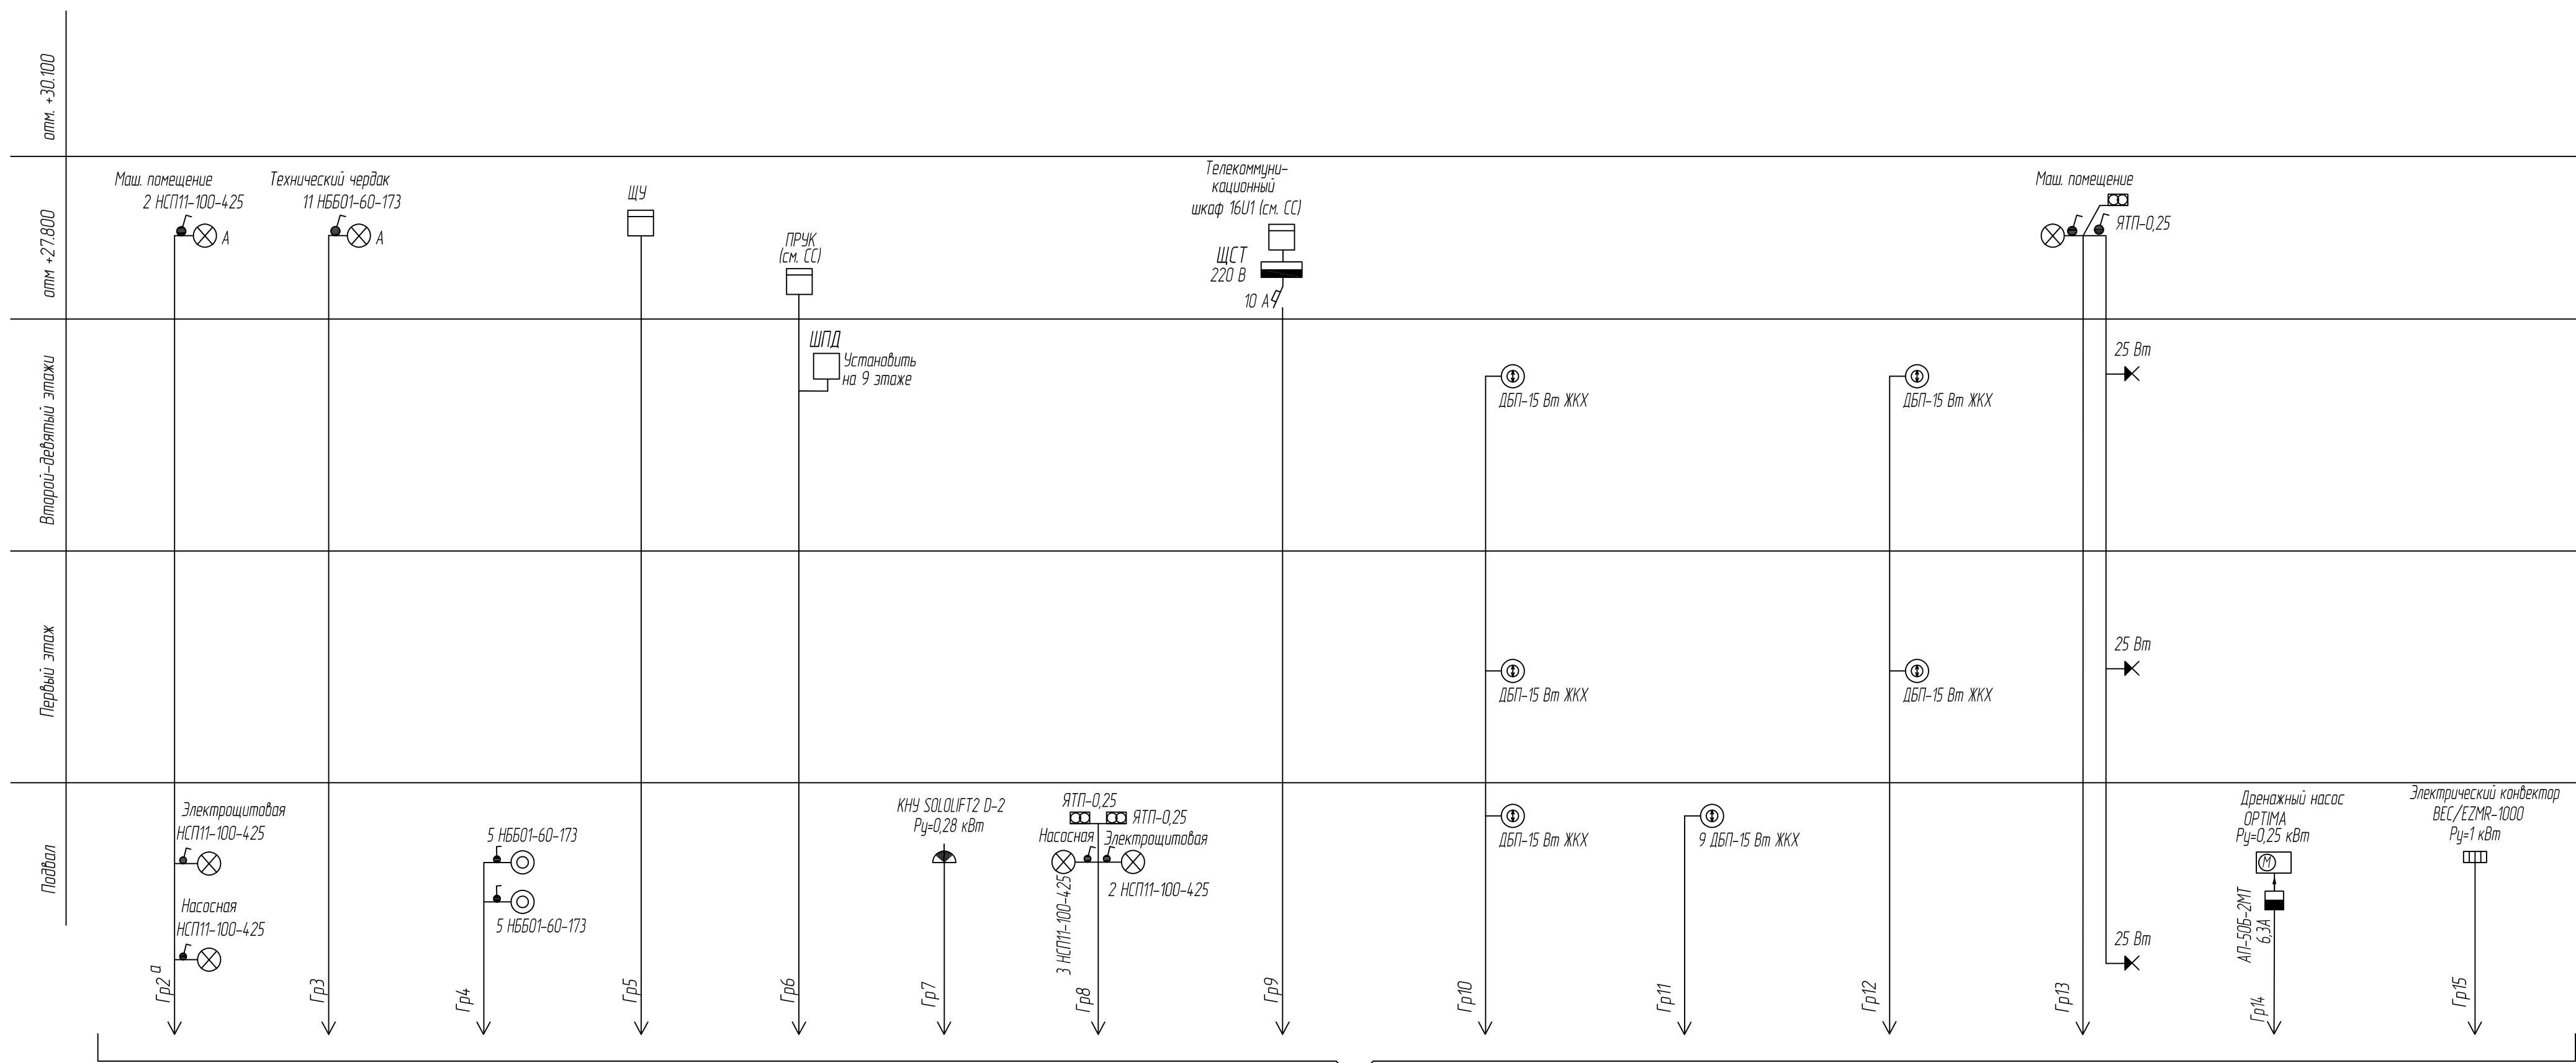 отм. +30.100
отм +27.800
Второй-девятый этажи
Первый этаж
Подвал
Маш. помещение
2 НСП11-100-425
А
Технический чердак
11 НББ01-60-173
А
ЩУ
ПРУК
(см. СС)
Телекоммуни-
кационный
шкаф 16U1 (см. СС)
ЩСТ
220 В
10 А
Маш. помещение
ЯТП-0,25
ШПД
Установить
на 9 этаже
ДБП-15 Вт ЖКХ
ДБП-15 Вт ЖКХ
25 Вт
ДБП-15 Вт ЖКХ
ДБП-15 Вт ЖКХ
25 Вт
Электрощитовая
НСП11-100-425
Насосная
НСП11-100-425
5 НББ01-60-173
5 НББ01-60-173
КНУ SOLOLIFT2 D-2
Ру=0,28 кВт
ЯТП-0,25
ЯТП-0,25
Насосная
Электрощитовая
3 НСП11-100-425
2 НСП11-100-425
ДБП-15 Вт ЖКХ
9 ДБП-15 Вт ЖКХ
25 Вт
Дренажный насос
OPTIMA
Ру=0,25 кВт
М
АП-50Б-2МТ
6,3А
Электрический конвектор
BEC/EZMR-1000
Ру=1 кВт
Гр2а
Гр3
Гр4
Гр5
Гр6
Гр7
Гр8
Гр9
Гр10
Гр11
Гр12
Гр13
Гр14
Гр15